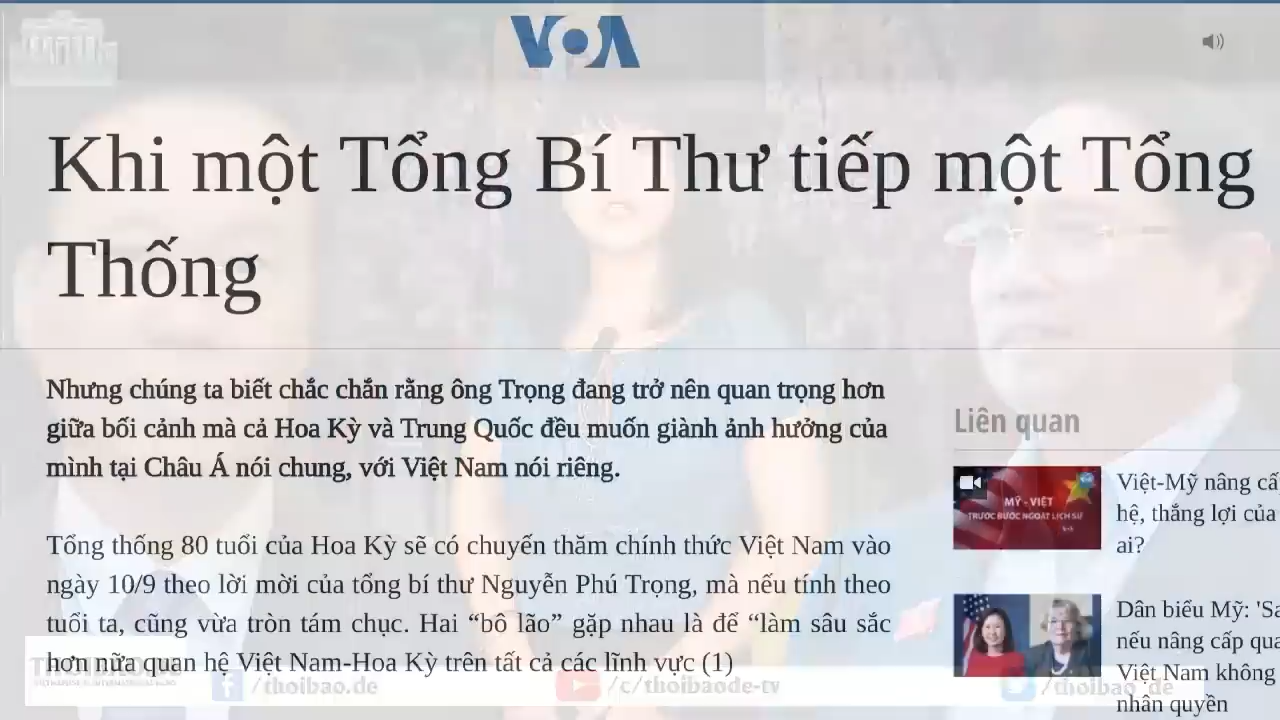 VOA
Khi một Tổng Bí Thư tiếp một Tổng
Thống
Nhưng chúng ta biết chắc chắn rằng ông Trọng đang trở nên quan trọng hơn
giữa bối cảnh mà cả Hoa Kỳ và Trung Quốc đều muốn giành ảnh hưởng của
mình tại Châu Á nói chung, với Việt Nam nói riêng.
Tổng thống 80 tuổi của Hoa Kỳ sẽ có chuyến thăm chính thức Việt Nam vào
ngày 10/9 theo lời mời của tổng bí thư Nguyễn Phú Trọng, mà nếu tính theo
tuổi ta, cũng vừa tròn tám chục. Hai “bô lão” gặp nhau là để “làm sâu sắc
hơn nữa quan hệ Việt Nam-Hoa Kỳ trên tất cả các lĩnh vực (1)
Liên quan
MỸ - VIỆT
TRƯỚC BƯỚC NGOẶT LỊCH SỬ
Việt-Mỹ nâng cấ
hệ, thắng lợi của
ai?
Dân biểu Mỹ: 'Sa
nếu nâng cấp qua
Việt Nam không
nhân quyền
THOIBAO.DE
/thoibao.de
/c/thoibaode-tv
/thoibao_de